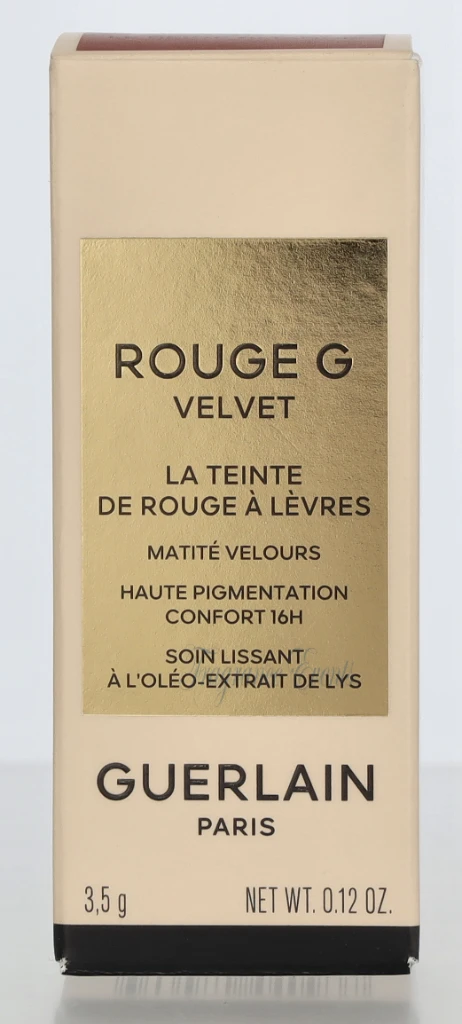 ROUGE G
VELVET
LA TEINTE
DE ROUGE À LÈVRES
MATITÉ VELOURS
HAUTE PIGMENTATION
CONFORT 16H
SOIN LISSANT
À L'OLÉO-EXTRAIT DE LYS
GUERLAIN
PARIS
3,5 g NET WT. 0.12 OZ.